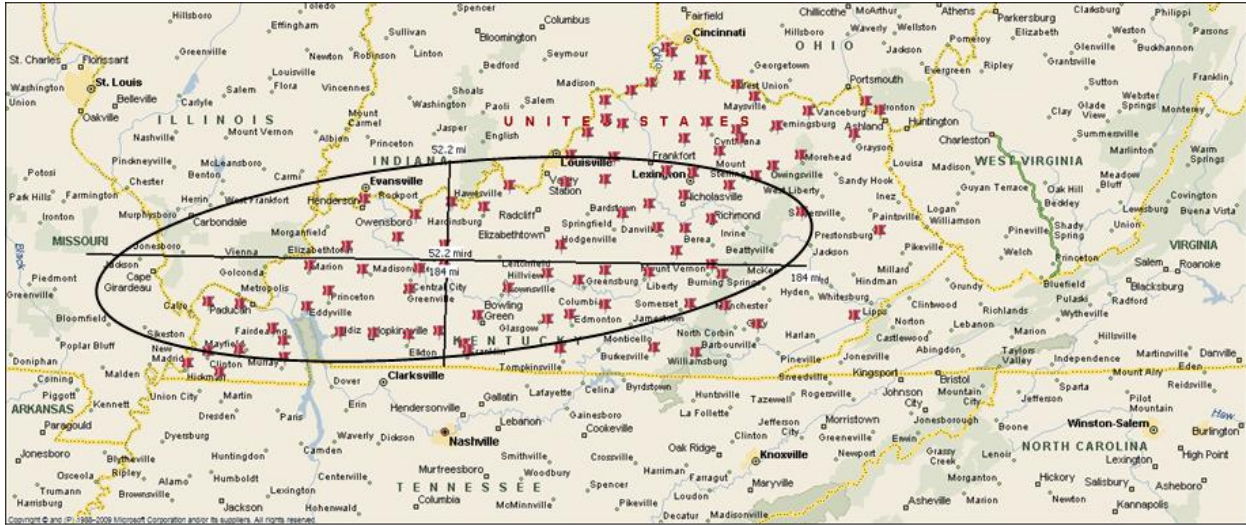 Toledo
Spencer
Fairfield
Chillicothe
McArthur
Athens
Parkersburg
Clarksburg
Philippi
Hillsboro
Effingham
Sullivan
Columbus
Cincinnati
Hillsboro
Waverly
Wellston
Elizabeth
Weston
Parsons
Greenville
Newton
Robinson
Linton
Bloomington
Seymour
OHIO
Jackson
Pomeroy
Glenville
Buckhannon
St. Charles
Florissant
Louisville
Bedford
Georgetown
Evergreen
Ripley
Grantsville
Washington
Union
St. Louis
Salem
Flora
Vincennes
Shoals
Madison
West Union
Portsmouth
Spencer
Sutton
Webster
Springs
Franklin
Belleville
Carlyle
Mount
Carmel
Washington
Paoli
Salem
Maysville
Vanceburg
Ironton
Clay
Glade
Springs
Monterey
Oakville
ILLINOIS
UNITED STATES
Flemingsburg
Ashland
Huntington
Charleston
Summersville
Nashville
Mount Vernon
Albion
Princeton
Jasper
English
Cynthiana
Grayson
Marlinton
Warm
Springs
Pinckneyville
McLeansboro
52.2 mi
INDIANA
Louisville
Frankfort
Mount
Sterling
Morehead
Louisa
Madison
WEST VIRGINIA
Chester
Benton
Evansville
Lexington
Owingsville
Sandy Hook
Guyan Terrace
Oak Hill
Beckley
Meadow
Bluff
Covington
Park Hills
Farmington
Herrin
West Frankfort
Henderson
Rockport
Hawesville
Station
Nicholasville
West Liberty
Inez
Logan
Lewisburg
Buena Vista
Ironton
Murphysboro
Carbondale
Owensboro
Hardinsburg
Radcliff
Bardstown
Richmond
Paintsville
Williamson
Shady
Spring
Union
MISSOURI
Jonesboro
Vienna
Morganfield
Elizabethtown
Elizabethtown
Springfield
Hodgenville
Danville
Berea
Irvine
Beattyville
Prestonsburg
Pikeville
Welch
Princeton
VIRGINIA
Black
Piedmont
Jackson
Cape
Girardeau
Golconda
Marion
Madison
52.2 mi
184 mi
Leitchfield
Hillview
Mount Vernon
McKee
184 mi
Millard
Salem
Roanoke
Greenville
Metropolis
Princeton
Central City
Greenville
Brownsville
Greensburg
Liberty
Burning Springs
Hyden
Hindman
Whitesburg
Grundy
Bluefield
Blacksburg
Bloomfield
Cairo
Paducah
Eddyville
Bowling
Green
Columbia
Somerset
Manchester
Clintwood
Pulaski
Radford
Sikeston
Fairdealing
Cadiz
Hopkinsville
Glasgow
Edmonton
Jamestown
North Corbin
Harlan
Lipps
Norton
Lebanon
Richlands
Wytheville
Poplar Bluff
New
Madrid
Mayfield
Murray
Elkton
Franklin
KENTUCKY
Monticello
Barbourville
Castlewood
Marion
Hillsville
Doniphan
Malden
Clinton
Hickman
Tompkinsville
Burkesville
Williamsburg
Pineville
Jonesville
Abingdon
Taylors
Valley
Independence
Martinsville
Danville
Corning
Piggott
Union City
Martin
Dover
Clarksville
Byrdstown
Sneedville
Kingsport
Bristol
Mount Airy
Eden
Reidsville
ARKANSAS
Kennett
Dresden
Paris
Erin
Hendersonville
Gallatin
Lafayette
Celina
Huntsville
La Follette
Tazewell
Rogersville
Johnson
City
Mountain
City
Sparta
Jefferson
Pilot
Mountain
Paragould
Dyersburg
Waverly
Dickson
Lebanon
Gainesboro
Cookeville
Clinton
Jefferson
City
Morristown
Jonesborough
Boone
Winston-Salem
Haw
Burlington
Jonesboro
Blytheville
Huntingdon
Camden
Nashville
Smithville
Crossville
Oak Ridge
Knoxville
Greeneville
Newport
Erwin
NORTH CAROLINA
Lexington
High Point
Osceola
Ripley
Alamo
Humboldt
Centerville
Murfreesboro
Woodbury
Harriman
Farragut
Grassy
Creek
Lenoir
Trumann
Brownsville
Lexington
TENNESSEE
Spencer
Loudon
Maryville
Morganton
Hickory
Salisbury
Asheboro
Harrisburg
Jackson
Hohenwald
Columbia
McMinnville
Pikeville
Decatur
Madisonville
Asheville
Marion
Newton
Kannapolis
Copyright © and (P) 1988–2009 Microsoft Corporation and/or its suppliers. All rights reserved.